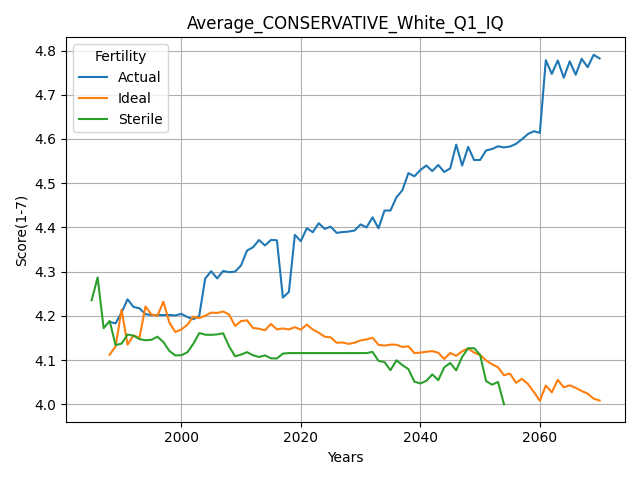 Average_CONSERVATIVE_White_Q1_IQ
Fertility
Actual
Ideal
Sterile
4.8
4.7
4.6
4.5
4.4
4.3
4.2
4.1
4.0
Score(1-7)
2000 2020 2040 2060
Years